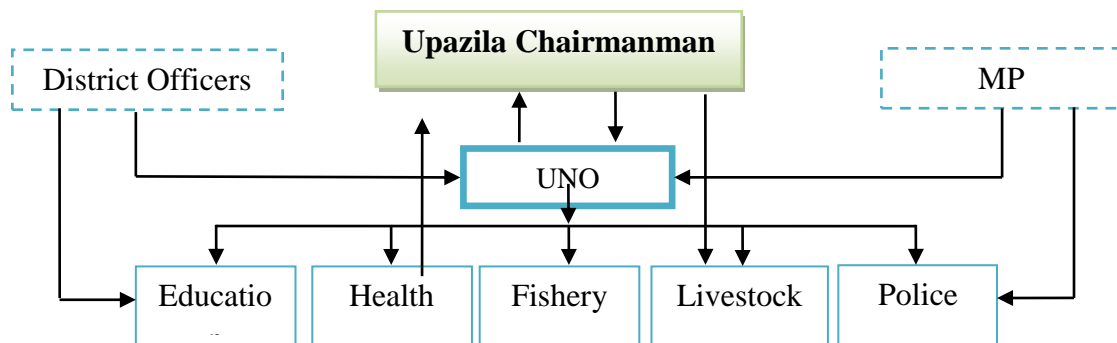 Upazila Chairmanman
District Officers
MP
UNO
Educatio
Health
Fishery
Livestock
Police